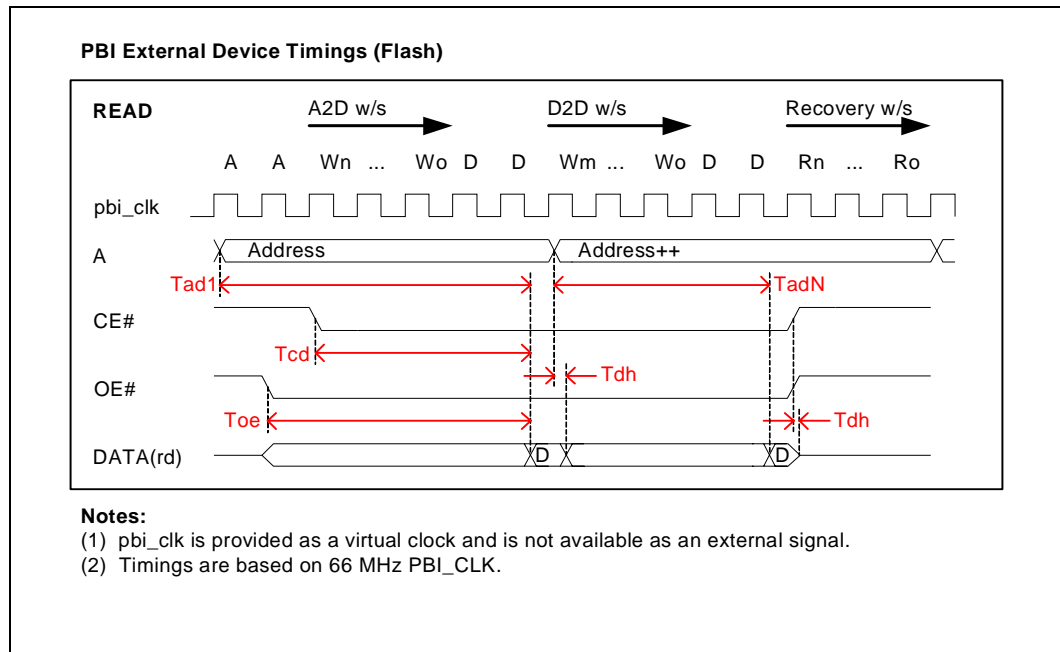 PBI External Device Timings (Flash)
READ
A2D w/s
D2D w/s
Recovery w/s
A A Wn ... Wo D D Wm ... Wo D D Rn ... Ro
pbi_clk
A
Address
Address++
Tad1
TadN
CE#
Tcd
Tdh
OE#
Toe
Tdh
DATA(rd)
D
D
Notes:
(1) pbi_clk is provided as a virtual clock and is not available as an external signal.
(2) Timings are based on 66 MHz PBI_CLK.